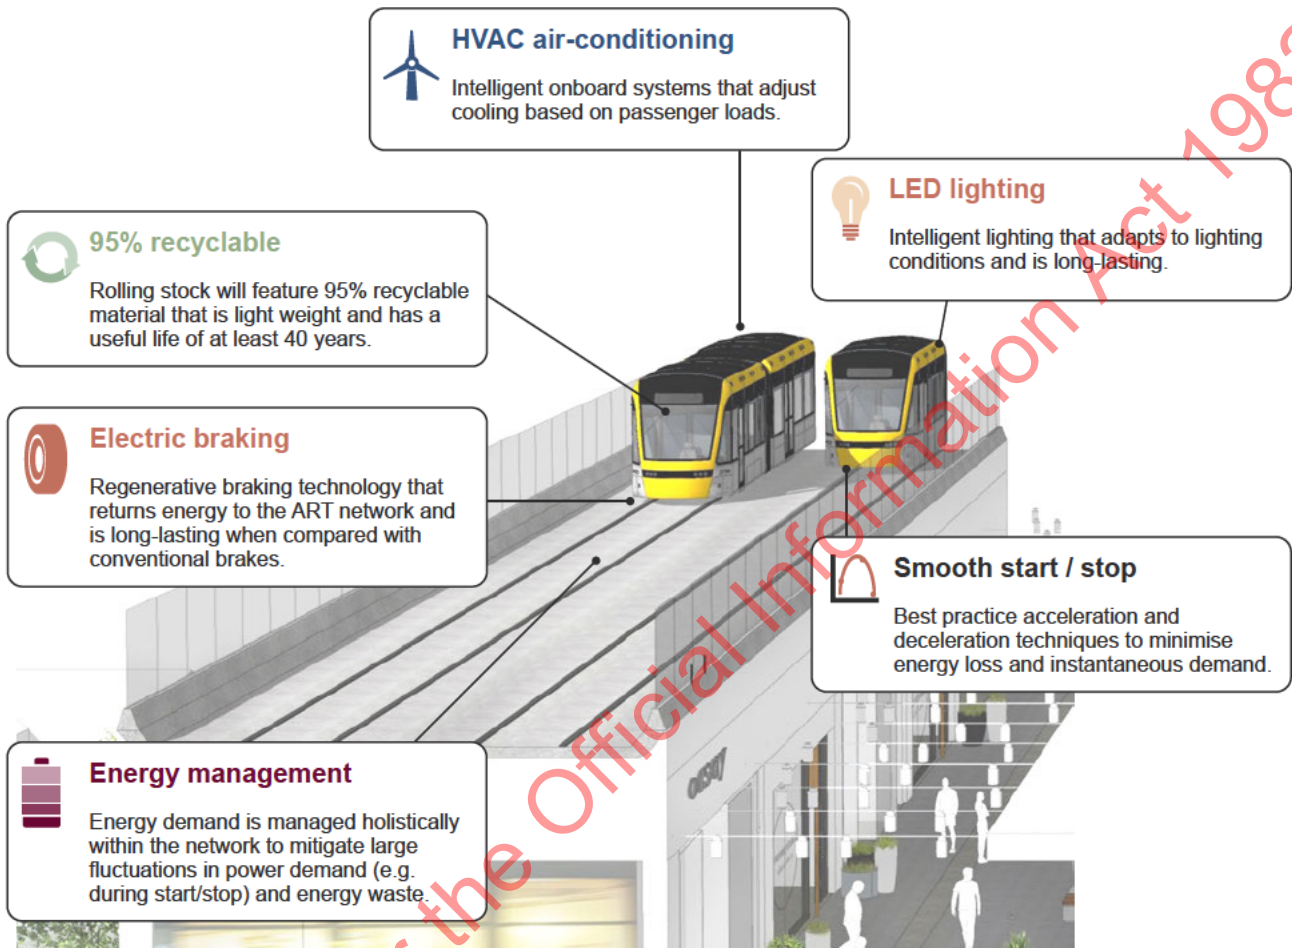 HVAC air-conditioning
Intelligent onboard systems that adjust
cooling based on passenger loads.
LED lighting
Intelligent lighting that adapts to lighting
conditions and is long-lasting.
95% recyclable
Rolling stock will feature 95% recyclable
material that is light weight and has a
useful life of at least 40 years.
Electric braking
Regenerative braking technology that
returns energy to the ART network and
is long-lasting when compared with
conventional brakes.
Smooth start / stop
Best practice acceleration and
deceleration techniques to minimise
energy loss and instantaneous demand.
Energy management
Energy demand is managed holistically
within the network to mitigate large
fluctuations in power demand (e.g.
during start/stop) and energy waste.
the Official Information Act 198